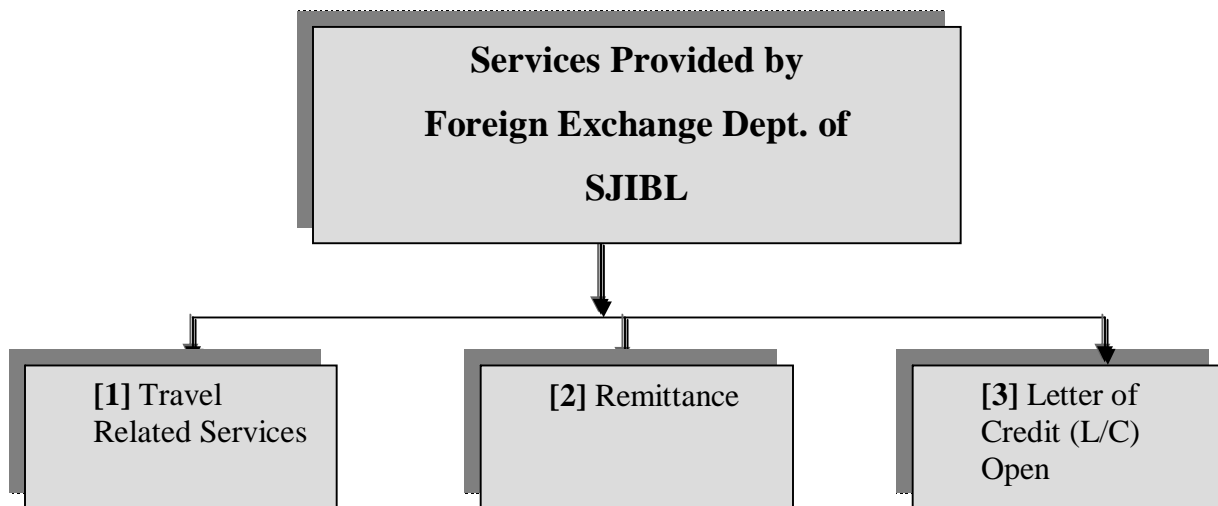 Services Provided by
Foreign Exchange Dept. of
SJIBL
[1] Travel
Related Services
[2] Remittance
[3] Letter of
Credit (L/C)
Open